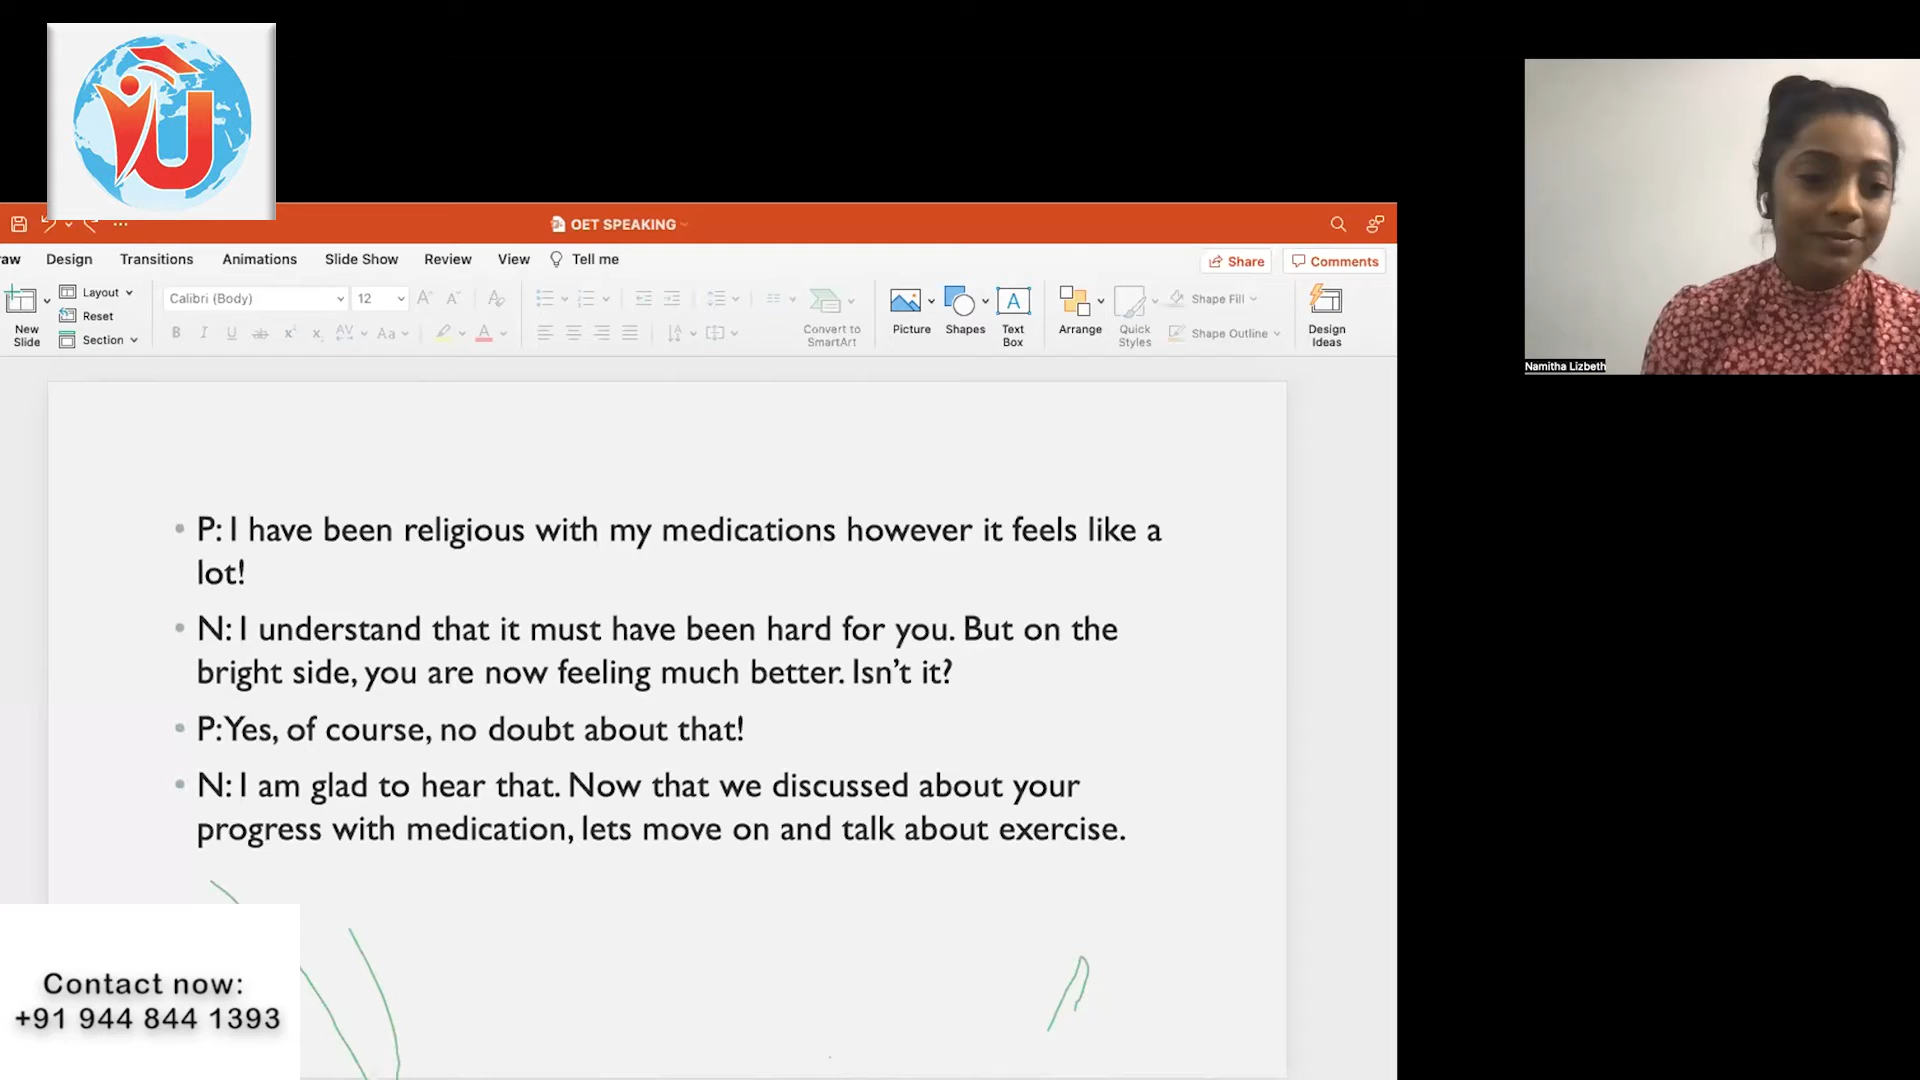 OET SPEAKING
aw Design Transitions Animations Slide Show Review View Tell me Share Comments
New Slide
Layout
Reset
Section
Calibri (Body) 12
Convert to SmartArt
Picture
Shapes
Text Box
Arrange
Quick Styles
Shape Fill
Shape Outline
Design Ideas
Namitha Lizbeth
• P: I have been religious with my medications however it feels like a
lot!
• N: I understand that it must have been hard for you. But on the
bright side, you are now feeling much better. Isn’t it?
• P: Yes, of course, no doubt about that!
• N: I am glad to hear that. Now that we discussed about your
progress with medication, lets move on and talk about exercise.
Contact now:
+91 944 844 1393